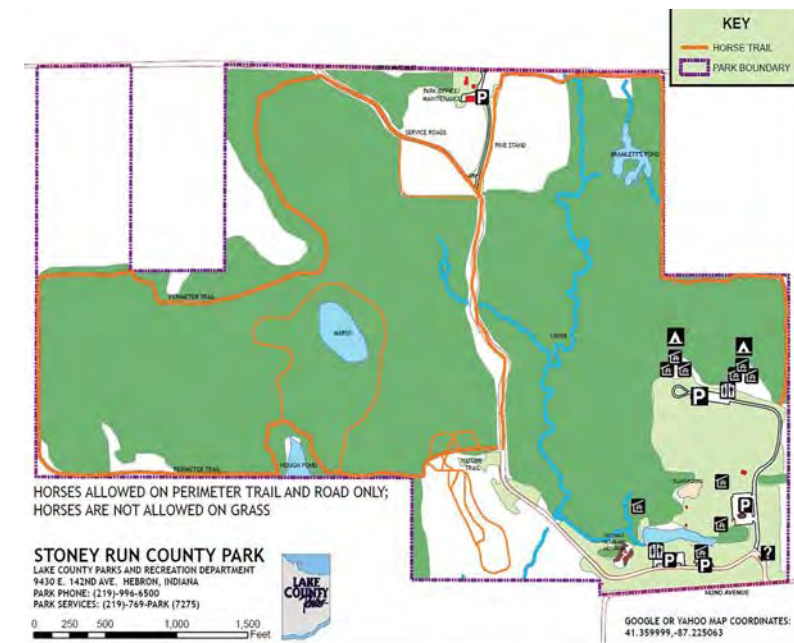 KEY
HORSE TRAIL
PARK BOUNDARY
PARK OFFICE/
MAINTENANCE
P
SERVICE ROADS
PINE STAND
BRAMLETT'S POND
PERIMETER TRAIL
MARSH
CREEK
P
HOUGH POND
PERIMETER TRAIL
TRAIL
PLAYGROUND
P
P
P
?
142ND AVENUE
HORSES ALLOWED ON PERIMETER TRAIL AND ROAD ONLY;
HORSES ARE NOT ALLOWED ON GRASS
STONEY RUN COUNTY PARK
LAKE COUNTY PARKS AND RECREATION DEPARTMENT
9430 E. 142ND AVE. HEBRON, INDIANA
PARK PHONE: (219)-996-6500
PARK SERVICES: (219)-769-PARK (7275)
LAKE
COUNTY
Parks
0 250 500 1,000 1,500
Feet
GOOGLE OR YAHOO MAP COORDINATES:
41.359999,-87.225063